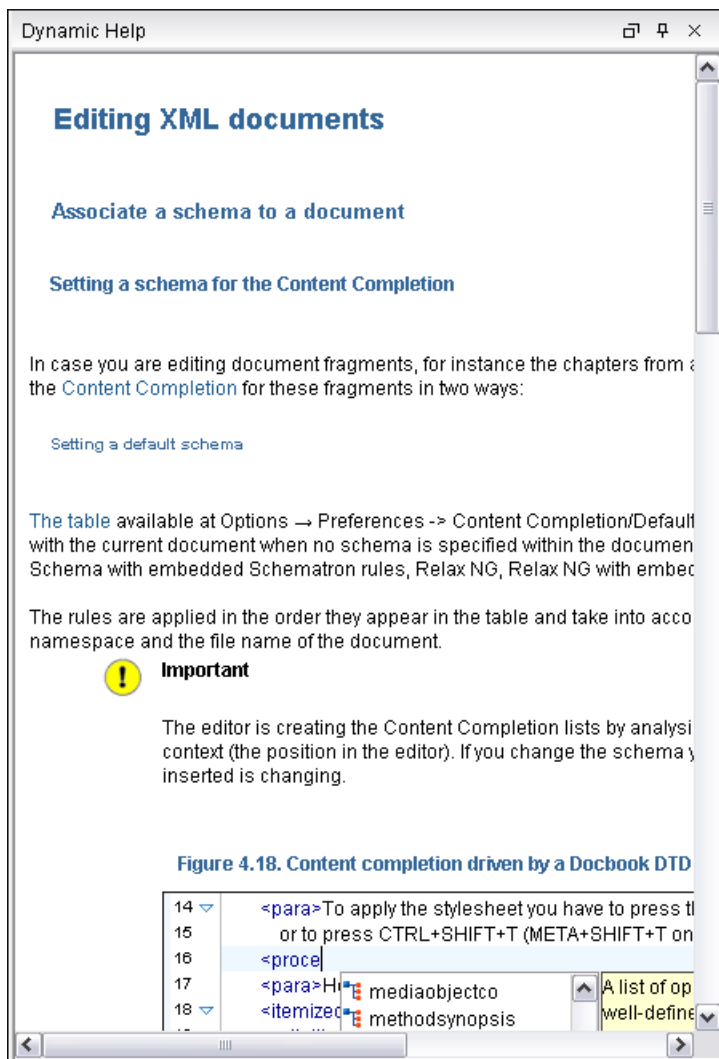 Dynamic Help
Editing XML documents
Associate a schema to a document
Setting a schema for the Content Completion
In case you are editing document fragments, for instance the chapters from
the Content Completion for these fragments in two ways:
Setting a default schema
The table available at Options → Preferences -> Content Completion/Default
with the current document when no schema is specified within the documen
Schema with embedded Schematron rules, Relax NG, Relax NG with embed
The rules are applied in the order they appear in the table and take into acco
namespace and the file name of the document.
Important
The editor is creating the Content Completion lists by analysi
context (the position in the editor). If you change the schema y
inserted is changing.
Figure 4.18. Content completion driven by a Docbook DTD
14 <para>To apply the stylesheet you have to press th
15 or to press CTRL+SHIFT+T (META+SHIFT+T on
16 <proce
17 <para>H
18 <itemized
mediaobjectco
methodsynopsis
A list of op
well-define